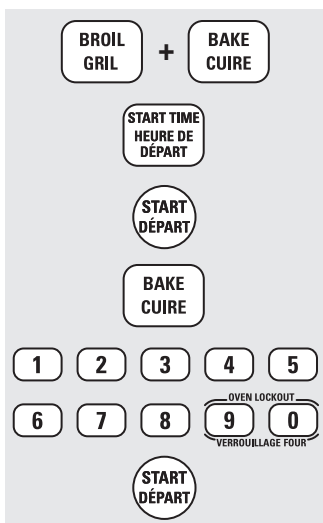 BROIL
GRIL
+
BAKE
CUIRE
START TIME
HEURE DE
DÉPART
START
DÉPART
BAKE
CUIRE
1 2 3 4 5
6 7 8 9 0
OVEN LOCKOUT
VERROUILLAGE FOUR
START
DÉPART